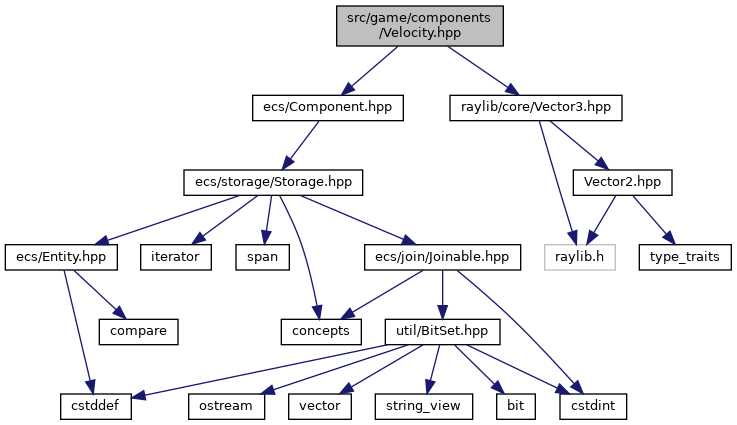 src/game/components
/Velocity.hpp
ecs/Component.hpp
raylib/core/Vector3.hpp
ecs/storage/Storage.hpp
Vector2.hpp
ecs/Entity.hpp
iterator
span
ecs/join/Joinable.hpp
raylib.h
type_traits
compare
concepts
util/BitSet.hpp
cstddef
ostream
vector
string_view
bit
cstdint